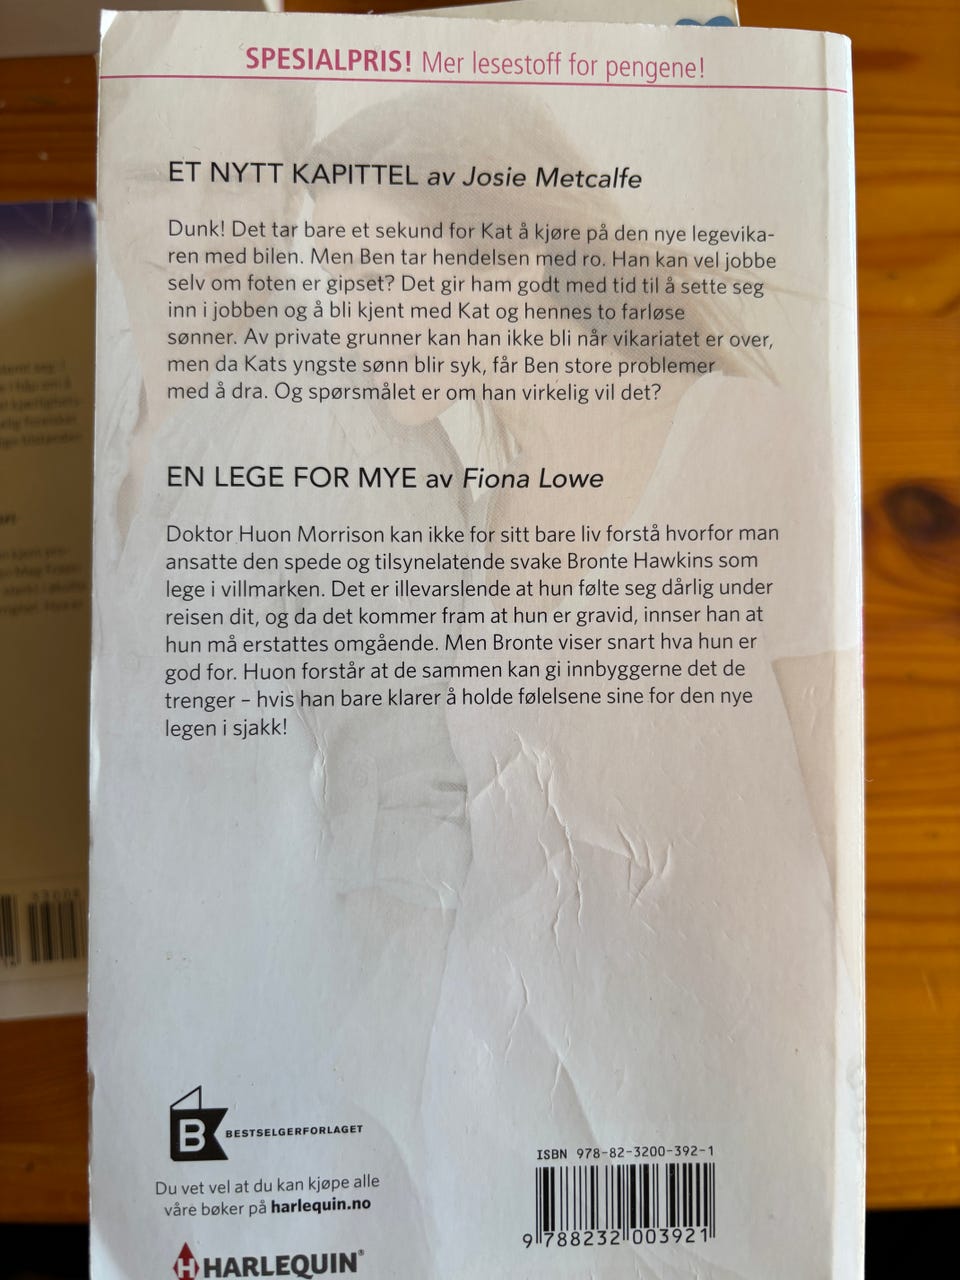 SPESIALPRIS! Mer lesestoff for pengene!
ET NYTT KAPITTEL av Josie Metcalfe
Dunk! Det tar bare et sekund for Kat å kjøre på den nye legevika-
ren med bilen. Men Ben tar hendelsen med ro. Han kan vel jobbe
selv om foten er gipset? Det gir ham godt med tid til å sette seg
inn i jobben og å bli kjent med Kat og hennes to farløse
sønner. Av private grunner kan han ikke bli når vikariatet er over,
men da Kats yngste sønn blir syk, får Ben store problemer
med å dra. Og spørsmålet er om han virkelig vil det?
EN LEGE FOR MYE av Fiona Lowe
Doktor Huon Morrison kan ikke for sitt bare liv forstå hvorfor man
ansatte den spede og tilsynelatende svake Bronte Hawkins som
lege i villmarken. Det er illevarslende at hun følte seg dårlig under
reisen dit, og da det kommer fram at hun er gravid, innser han at
hun må erstattes omgående. Men Bronte viser snart hva hun er
god for. Huon forstår at de sammen kan gi innbyggerne det de
trenger – hvis han bare klarer å holde følelsene sine for den nye
legen i sjakk!
B BESTSELGERFORLAGET
Du vet vel at du kan kjøpe alle
våre bøker på harlequin.no
H HARLEQUIN®
ISBN 978-82-3200-392-1
9 788232 003921